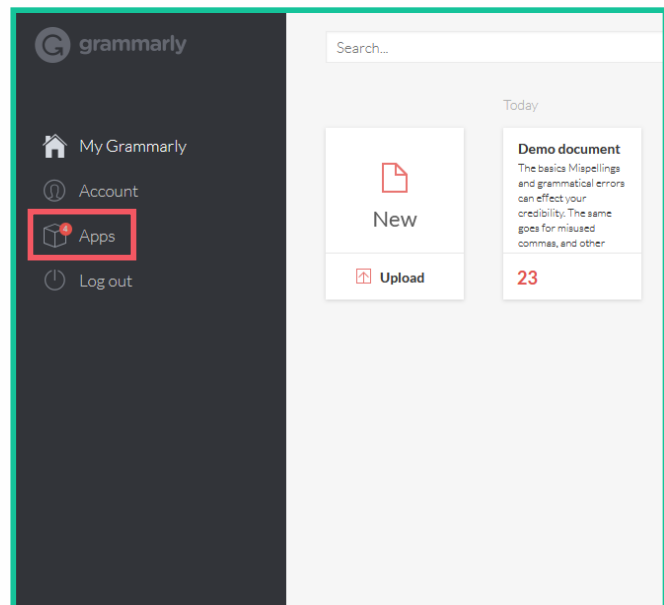 grammarly
Search...
Today
My Grammarly
Account
4
Apps
Log out
New
Upload
Demo document
The basics Mispellings
and grammatical errors
can effect your
credibility. The same
goes for misused
commas, and other
23